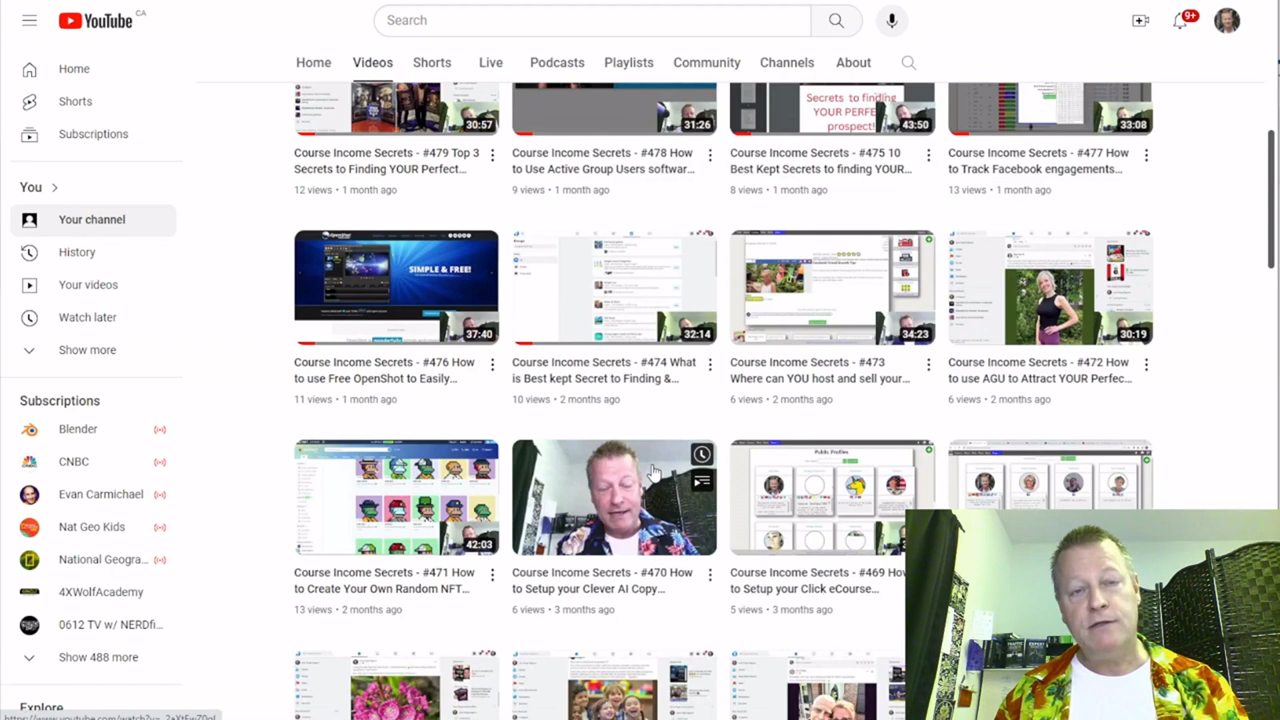 YouTube CA
Search
9+
Home Videos Shorts Live Podcasts Playlists Community Channels About
Home
Shorts
Subscriptions
You
Your channel
History
Your videos
Watch later
Show more
Subscriptions
Blender
CNBC
Evan Carmichael
Nat Geo Kids
National Geogra...
4XWolfAcademy
0612 TV w/ NERDfi...
Show 488 more
30:57
31:26
Secrets to finding
YOUR PERFE
prospect!
43:50
33:08
Course Income Secrets - #479 Top 3
Secrets to Finding YOUR Perfect...
12 views • 1 month ago
Course Income Secrets - #478 How
to Use Active Group Users softwar...
9 views • 1 month ago
Course Income Secrets - #475 10
Best Kept Secrets to finding YOUR...
8 views • 1 month ago
Course Income Secrets - #477 How
to Track Facebook engagements...
13 views • 1 month ago
OpenShot
SIMPLE & FREE!
37:40
32:14
34:23
30:19
Course Income Secrets - #476 How
to use Free OpenShot to Easily...
11 views • 1 month ago
Course Income Secrets - #474 What
is Best kept Secret to Finding &...
10 views • 2 months ago
Course Income Secrets - #473
Where can YOU host and sell your...
6 views • 2 months ago
Course Income Secrets - #472 How
to use AGU to Attract YOUR Perfec...
6 views • 2 months ago
42:03
Public Profiles
Course Income Secrets - #471 How
to Create Your Own Random NFT...
13 views • 2 months ago
Course Income Secrets - #470 How
to Setup your Clever AI Copy...
6 views • 3 months ago
Course Income Secrets - #469 How
to Setup your Click eCourse...
5 views • 3 months ago